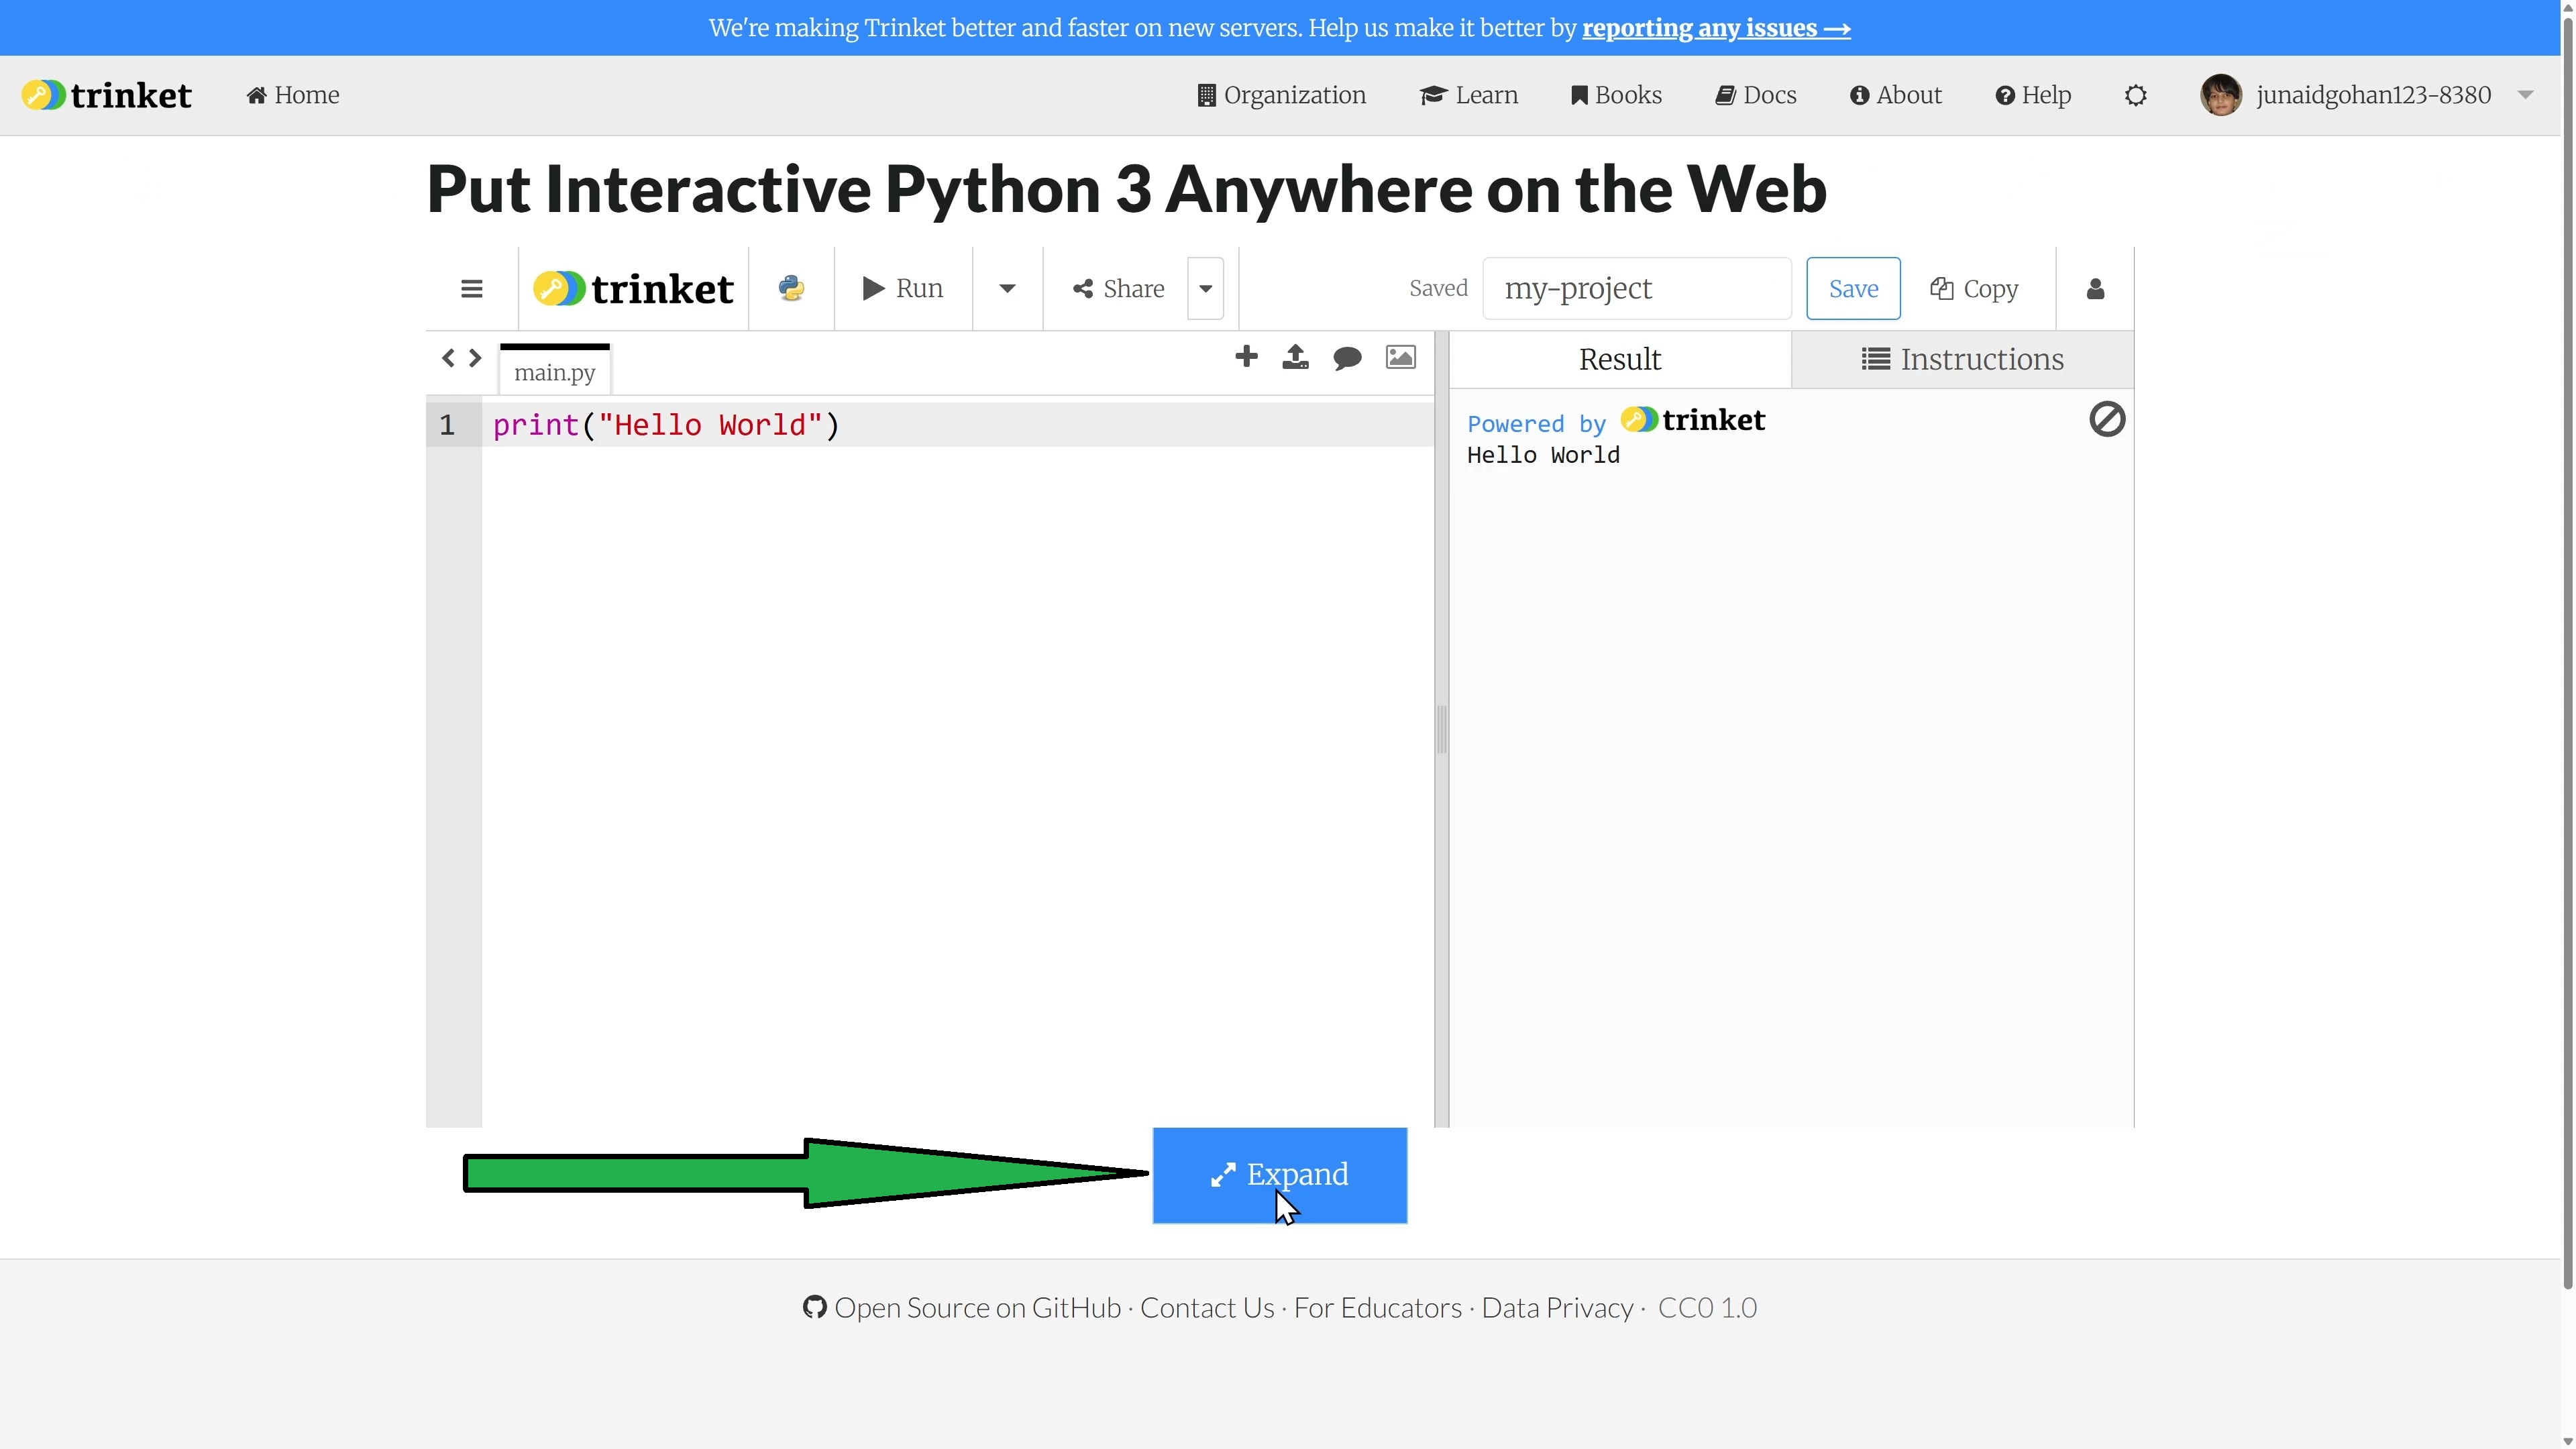 We're making Trinket better and faster on new servers. Help us make it better by reporting any issues →
trinket Home Organization Learn Books Docs About Help junaidgohan123-8380
Put Interactive Python 3 Anywhere on the Web
trinket Run Share Saved my-project Save Copy
main.py
Result Instructions
1 print("Hello World")
Powered by trinket
Hello World
Expand
Open Source on GitHub · Contact Us · For Educators · Data Privacy · CC0 1.0